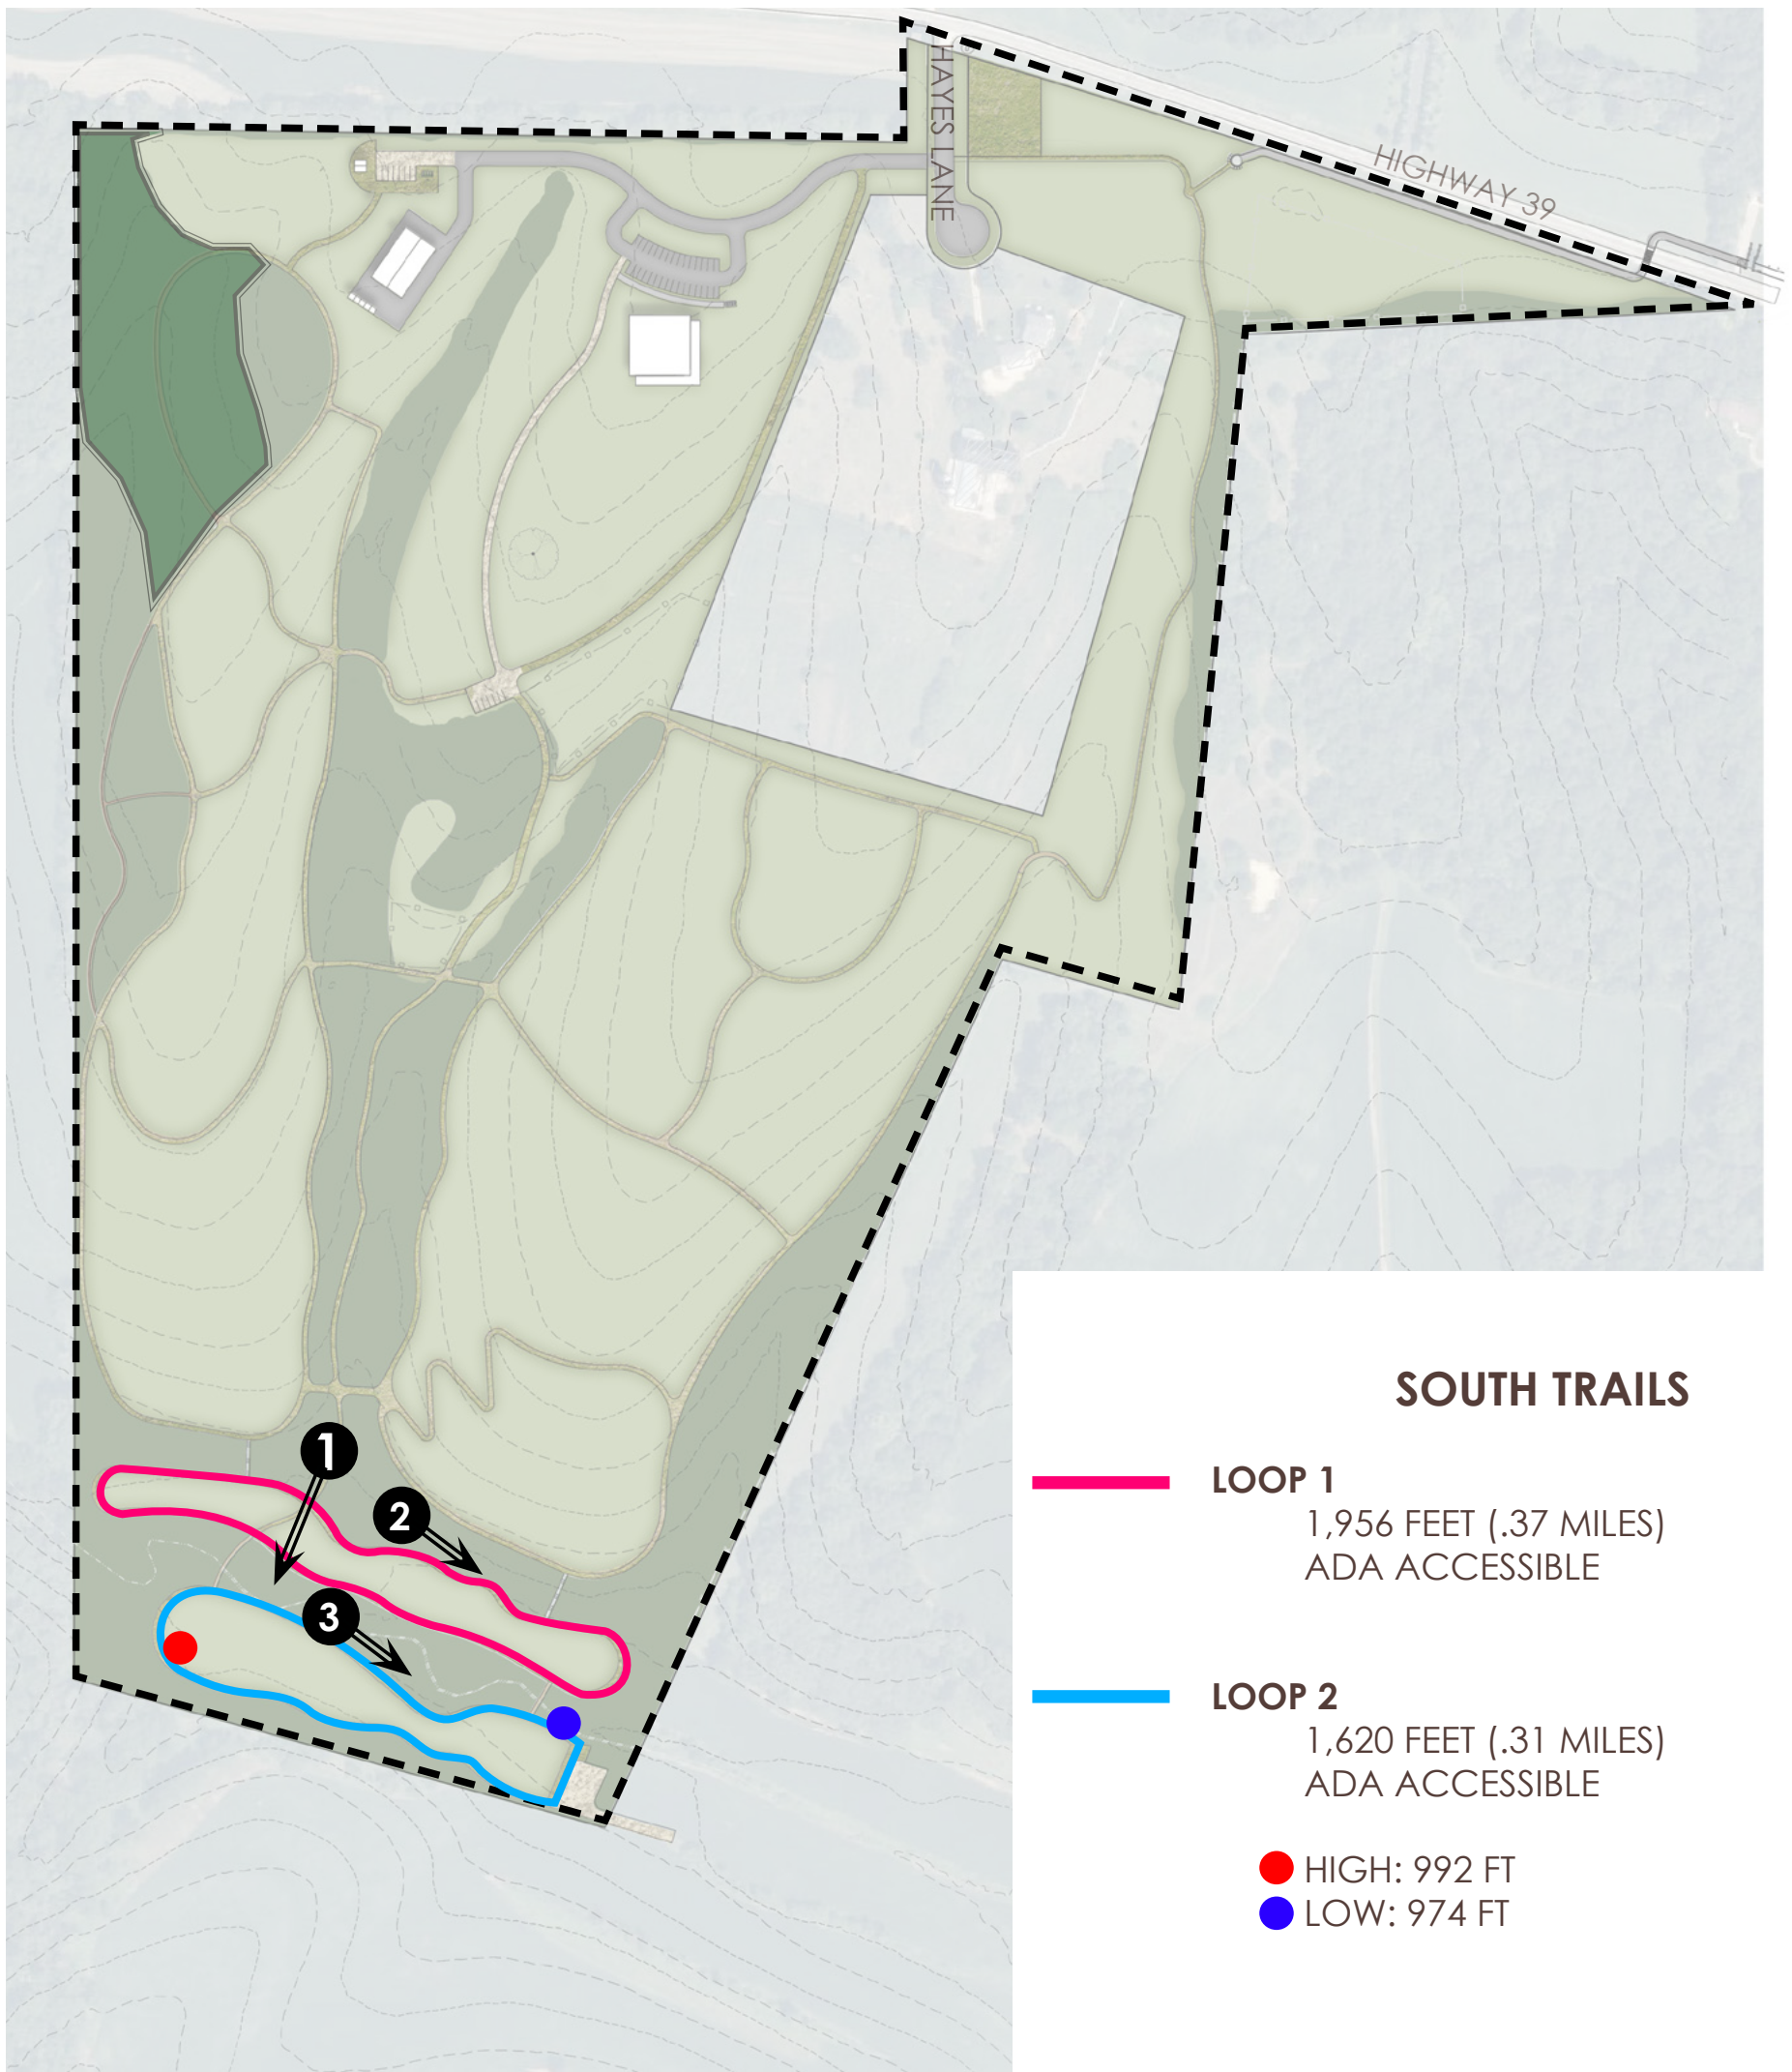 HAYES LANE
HIGHWAY 39
1
2
3
SOUTH TRAILS
LOOP 1
1,956 FEET (.37 MILES)
ADA ACCESSIBLE
LOOP 2
1,620 FEET (.31 MILES)
ADA ACCESSIBLE
HIGH: 992 FT
LOW: 974 FT